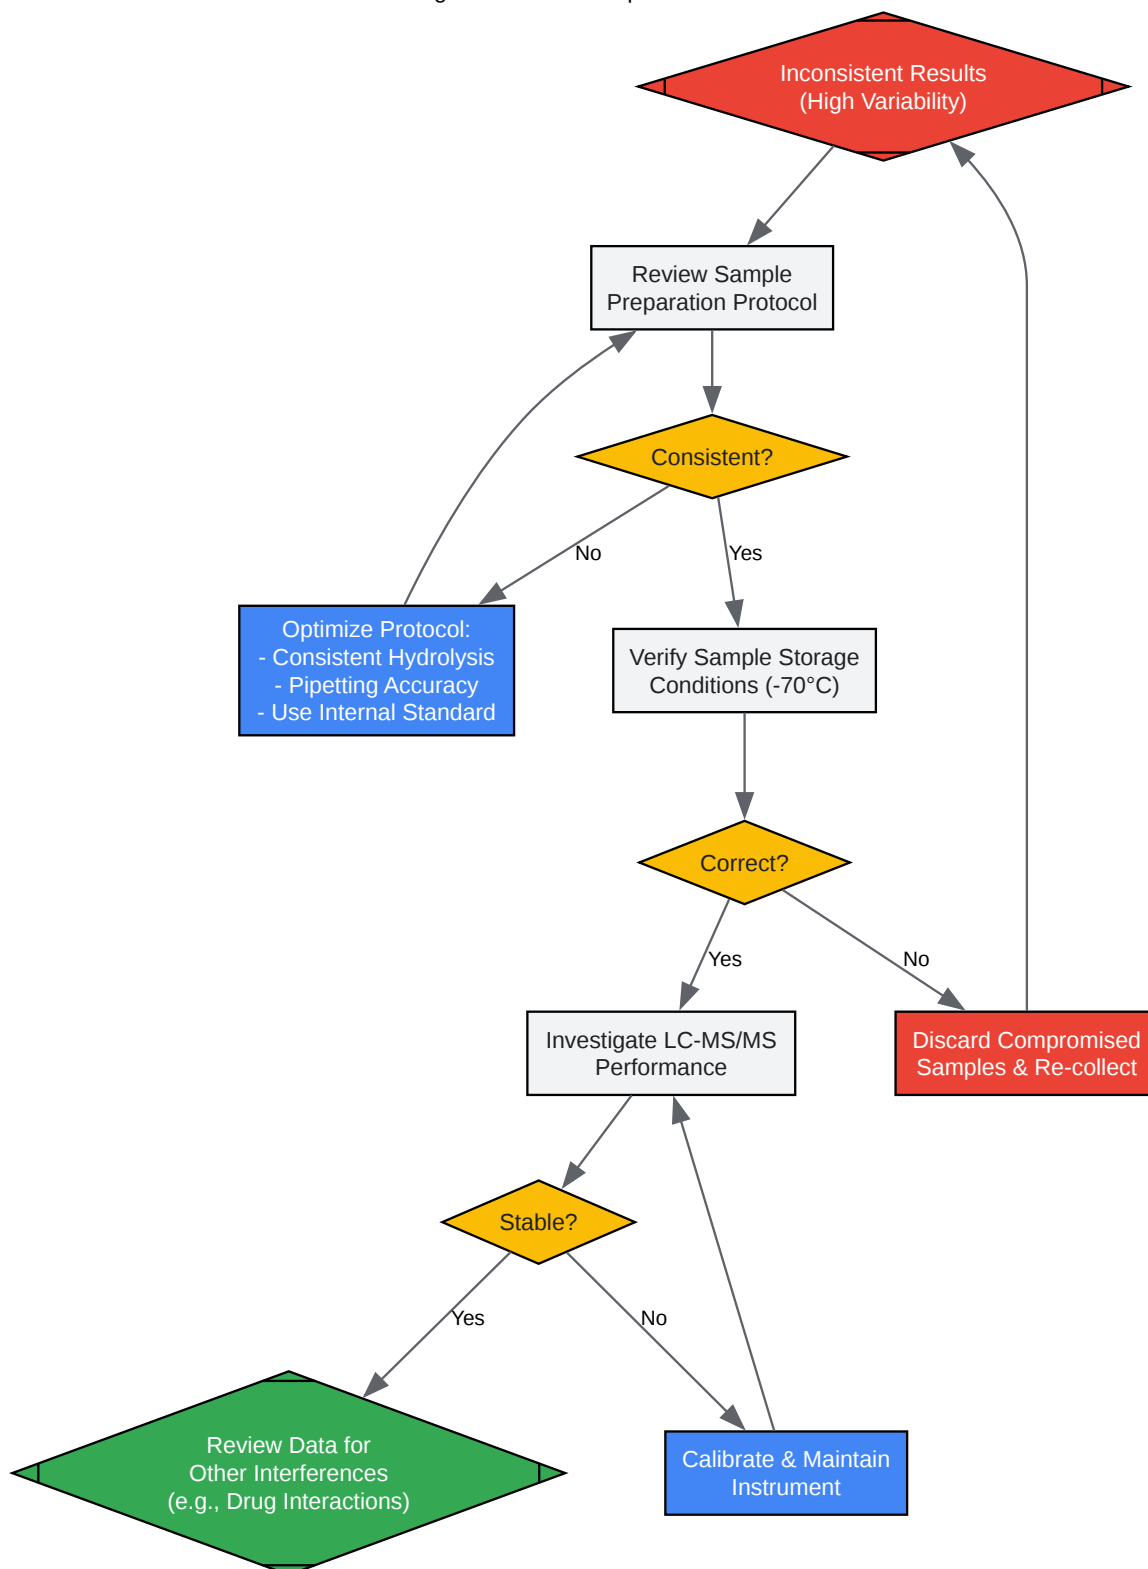 Inconsistent Results
(High Variability)
Review Sample
Preparation Protocol
Consistent?
No
Yes
Optimize Protocol:
- Consistent Hydrolysis
- Pipetting Accuracy
- Use Internal Standard
Verify Sample Storage
Conditions (-70°C)
Correct?
Yes
No
Investigate LC-MS/MS
Performance
Discard Compromised
Samples & Re-collect
Stable?
Yes
No
Review Data for
Other Interferences
(e.g., Drug Interactions)
Calibrate & Maintain
Instrument